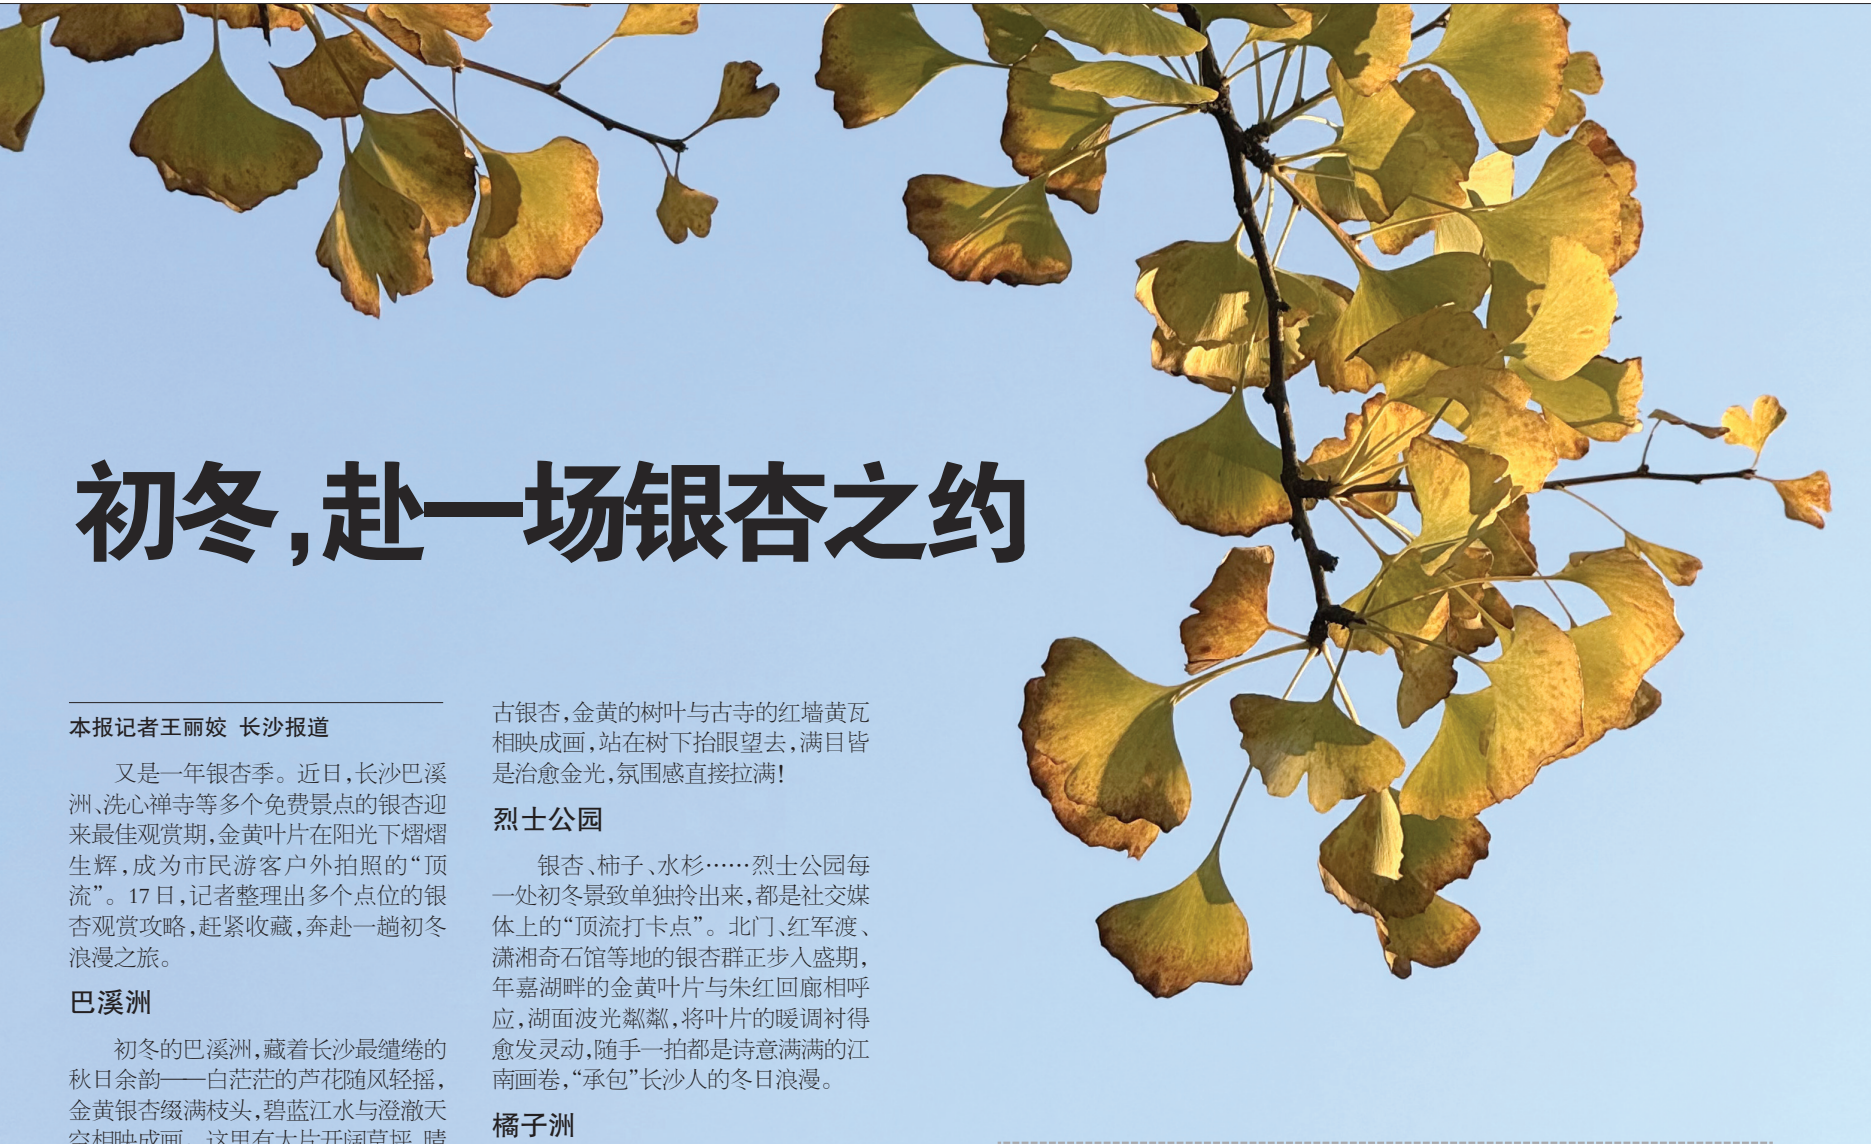 初冬,赴一场银杏之约
本报记者王丽姣 长沙报道
又是一年银杏季。近日,长沙巴溪
洲、洗心禅寺等多个免费景点的银杏迎
来最佳观赏期,金黄叶片在阳光下熠熠
生辉,成为市民游客户外拍照的“顶
流”。17日,记者整理出多个点位的银
杏观赏攻略,赶紧收藏,奔赴一趟初冬
浪漫之旅。
巴溪洲
初冬的巴溪洲,藏着长沙最缱绻的
秋日余韵——白茫茫的芦花随风轻摇,
金黄银杏缀满枝头,碧蓝江水与澄澈天
空相映成画。这里有大片开阔草坪,晴
古银杏,金黄的树叶与古寺的红墙黄瓦
相映成画,站在树下抬眼望去,满目皆
是治愈金光,氛围感直接拉满!
烈士公园
银杏、柿子、水杉……烈士公园每
一处初冬景致单独拎出来,都是社交媒
体上的“顶流打卡点”。北门、红军渡、
潇湘奇石馆等地的银杏群正步入盛期,
年嘉湖畔的金黄叶片与朱红回廊相呼
应,湖面波光粼粼,将叶片的暖调衬得
愈发灵动,随手一拍都是诗意满满的江
南画卷,“承包”长沙人的冬日浪漫。
橘子洲